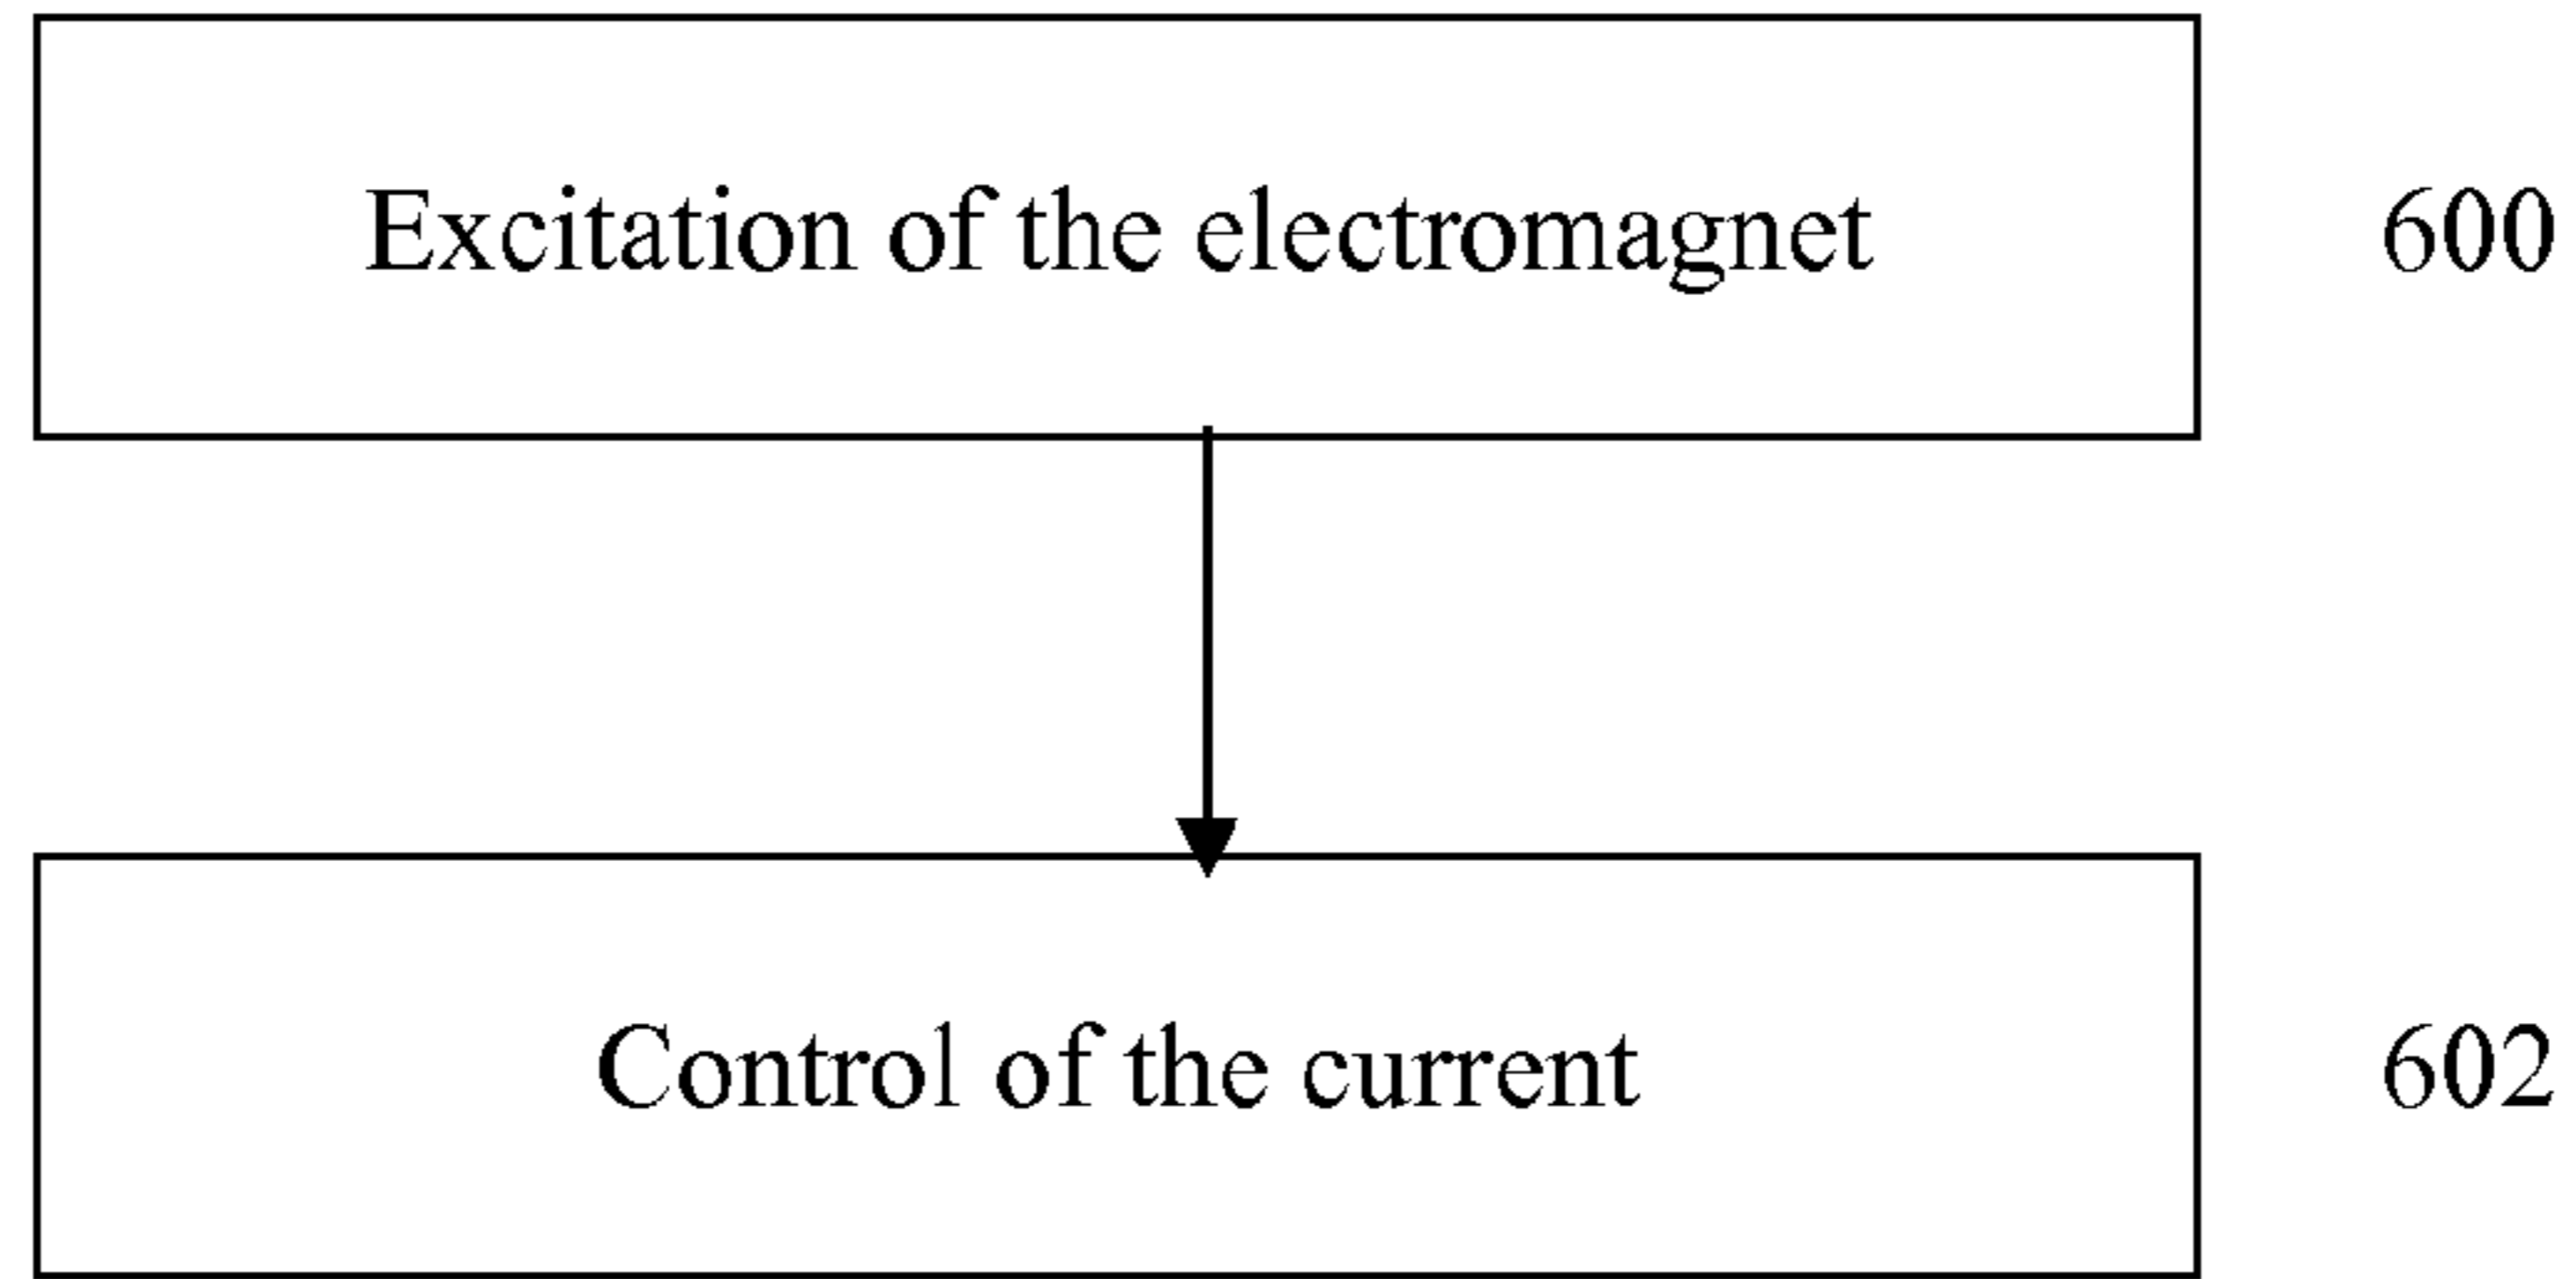 Excitation of the electromagnet 600
Control of the current 602